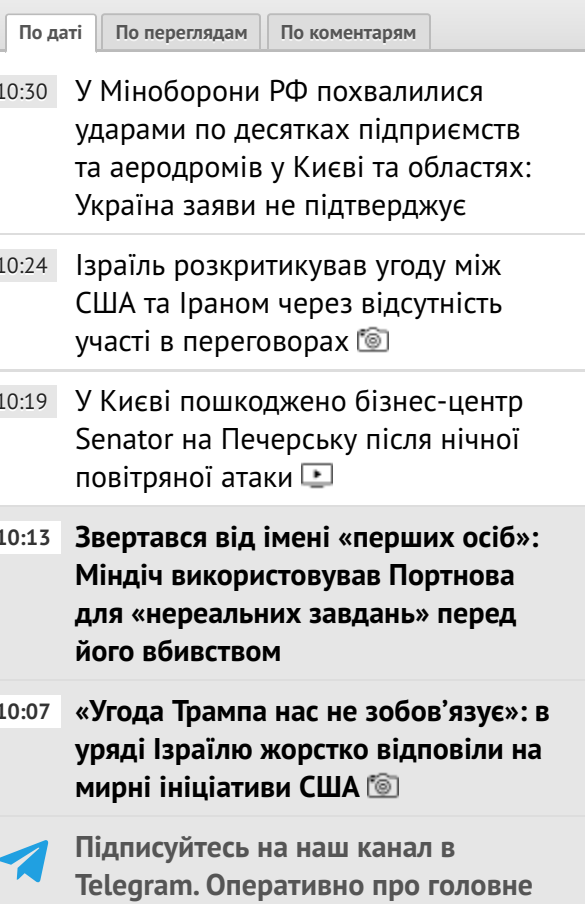 По даті По переглядам По коментарям
10:30 У Міноборони РФ похвалилися
ударами по десятках підприємств
та аеродромів у Києві та областях:
Україна заяви не підтверджує
10:24 Ізраїль розкритикував угоду між
США та Іраном через відсутність
участі в переговорах
10:19 У Києві пошкоджено бізнес-центр
Senator на Печерську після нічної
повітряної атаки
10:13 Звертався від імені «перших осіб»:
Міндіч використовував Портнова
для «нереальних завдань» перед
його вбивством
10:07 «Угода Трампа нас не зобов’язує»: в
уряді Ізраїлю жорстко відповіли на
мирні ініціативи США
Підписуйтесь на наш канал в
Telegram. Оперативно про головне